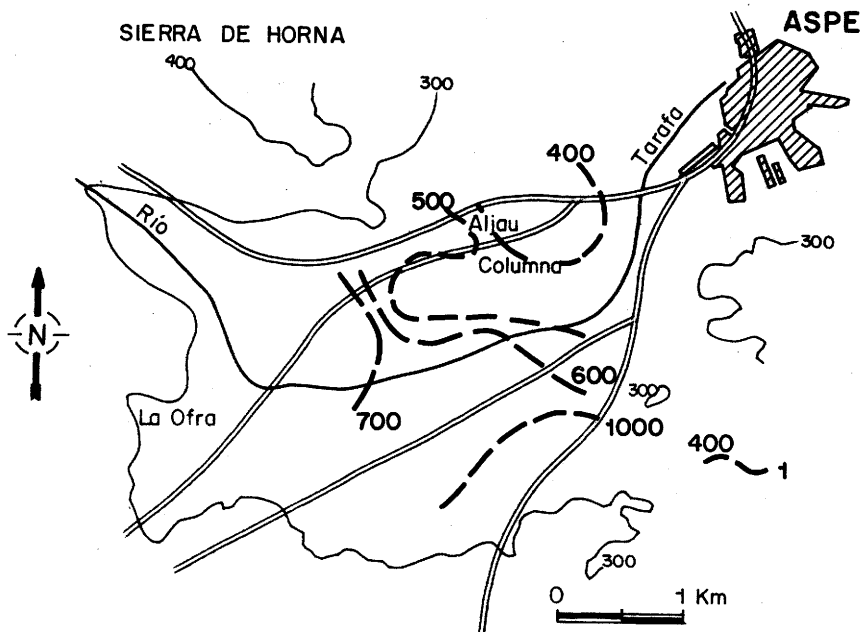 ASPE
SIERRA DE HORNA
400
300
Tarafa
400
500
Aljau
Río
Columna
300
N
600
300
La Ofra
700
1000
400
1
300
0 1 Km